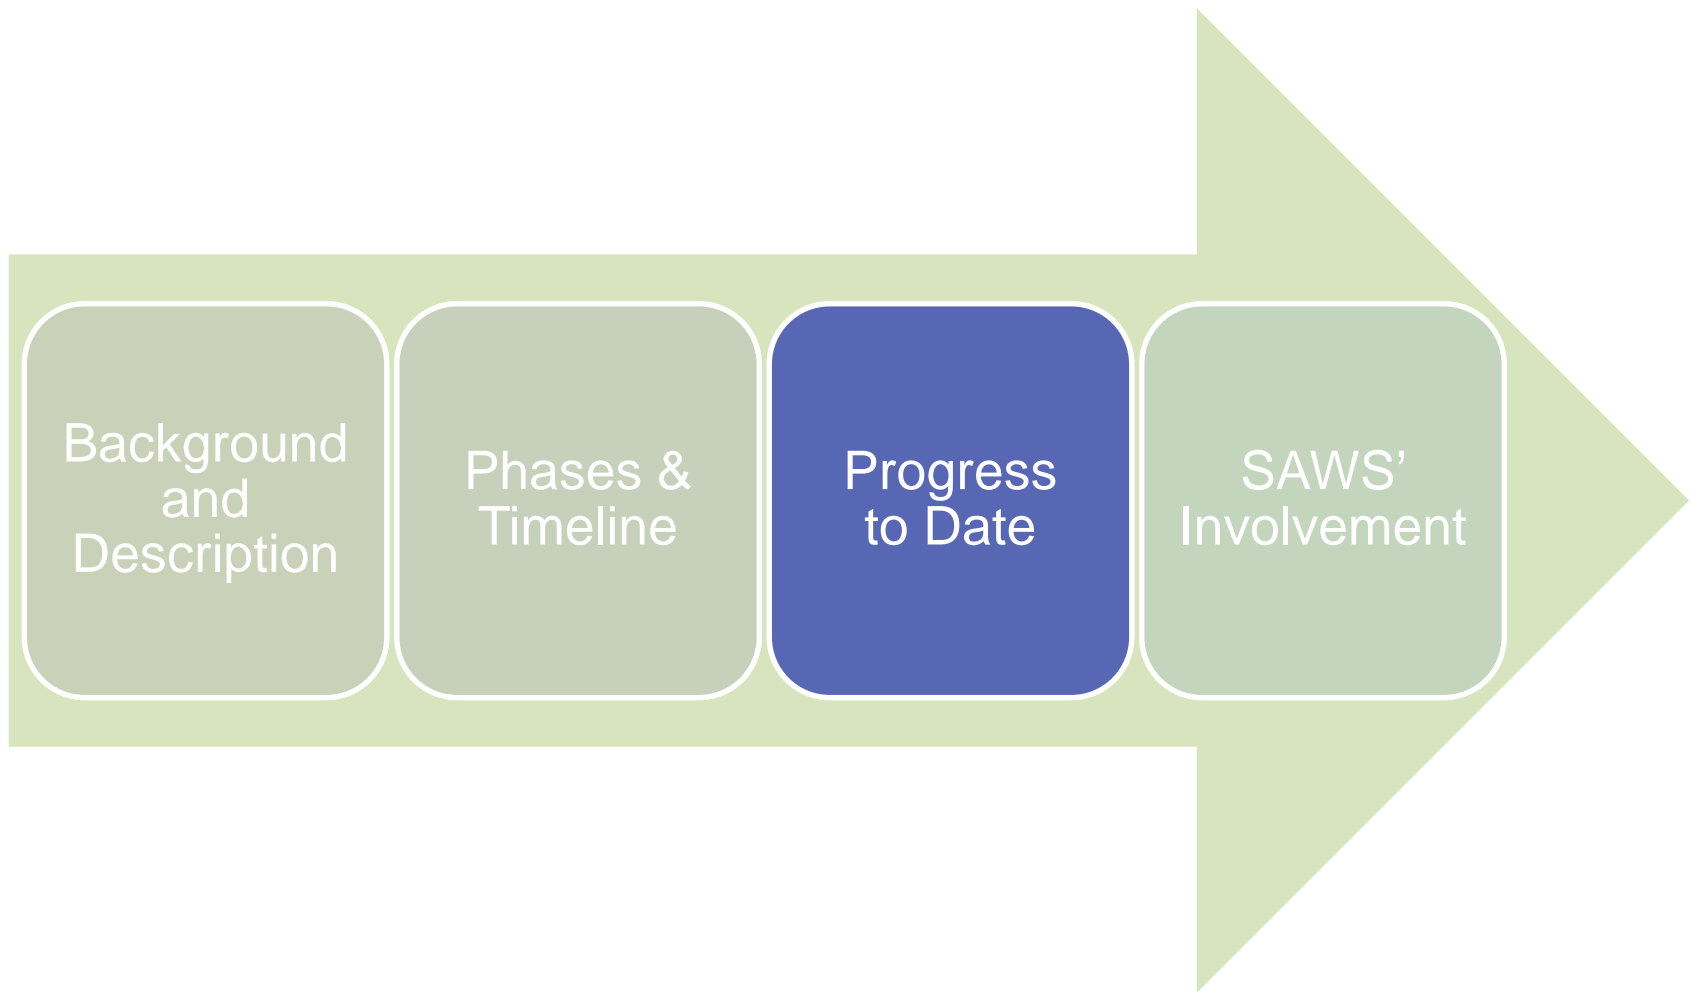 Background
and
Description
Phases &
Timeline
Progress
to Date
SAWS’
Involvement